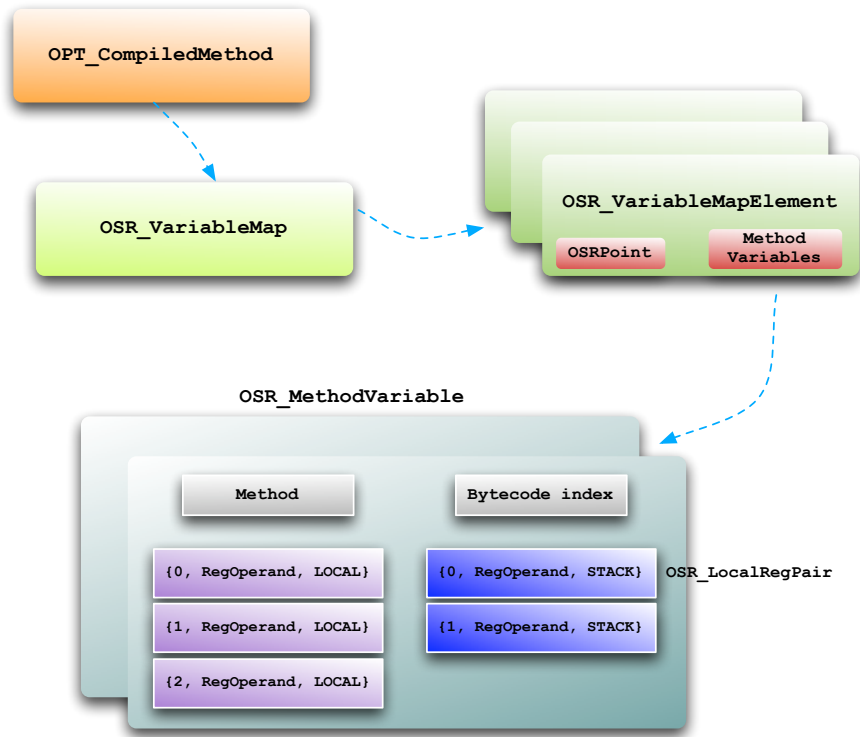 OPT_CompiledMethod
OSR_VariableMap
OSR_VariableMapElement
OSRPoint
Method
Variables
OSR_MethodVariable
Method
Bytecode index
{0, RegOperand, LOCAL}
{0, RegOperand, STACK}
OSR_LocalRegPair
{1, RegOperand, LOCAL}
{1, RegOperand, STACK}
{2, RegOperand, LOCAL}